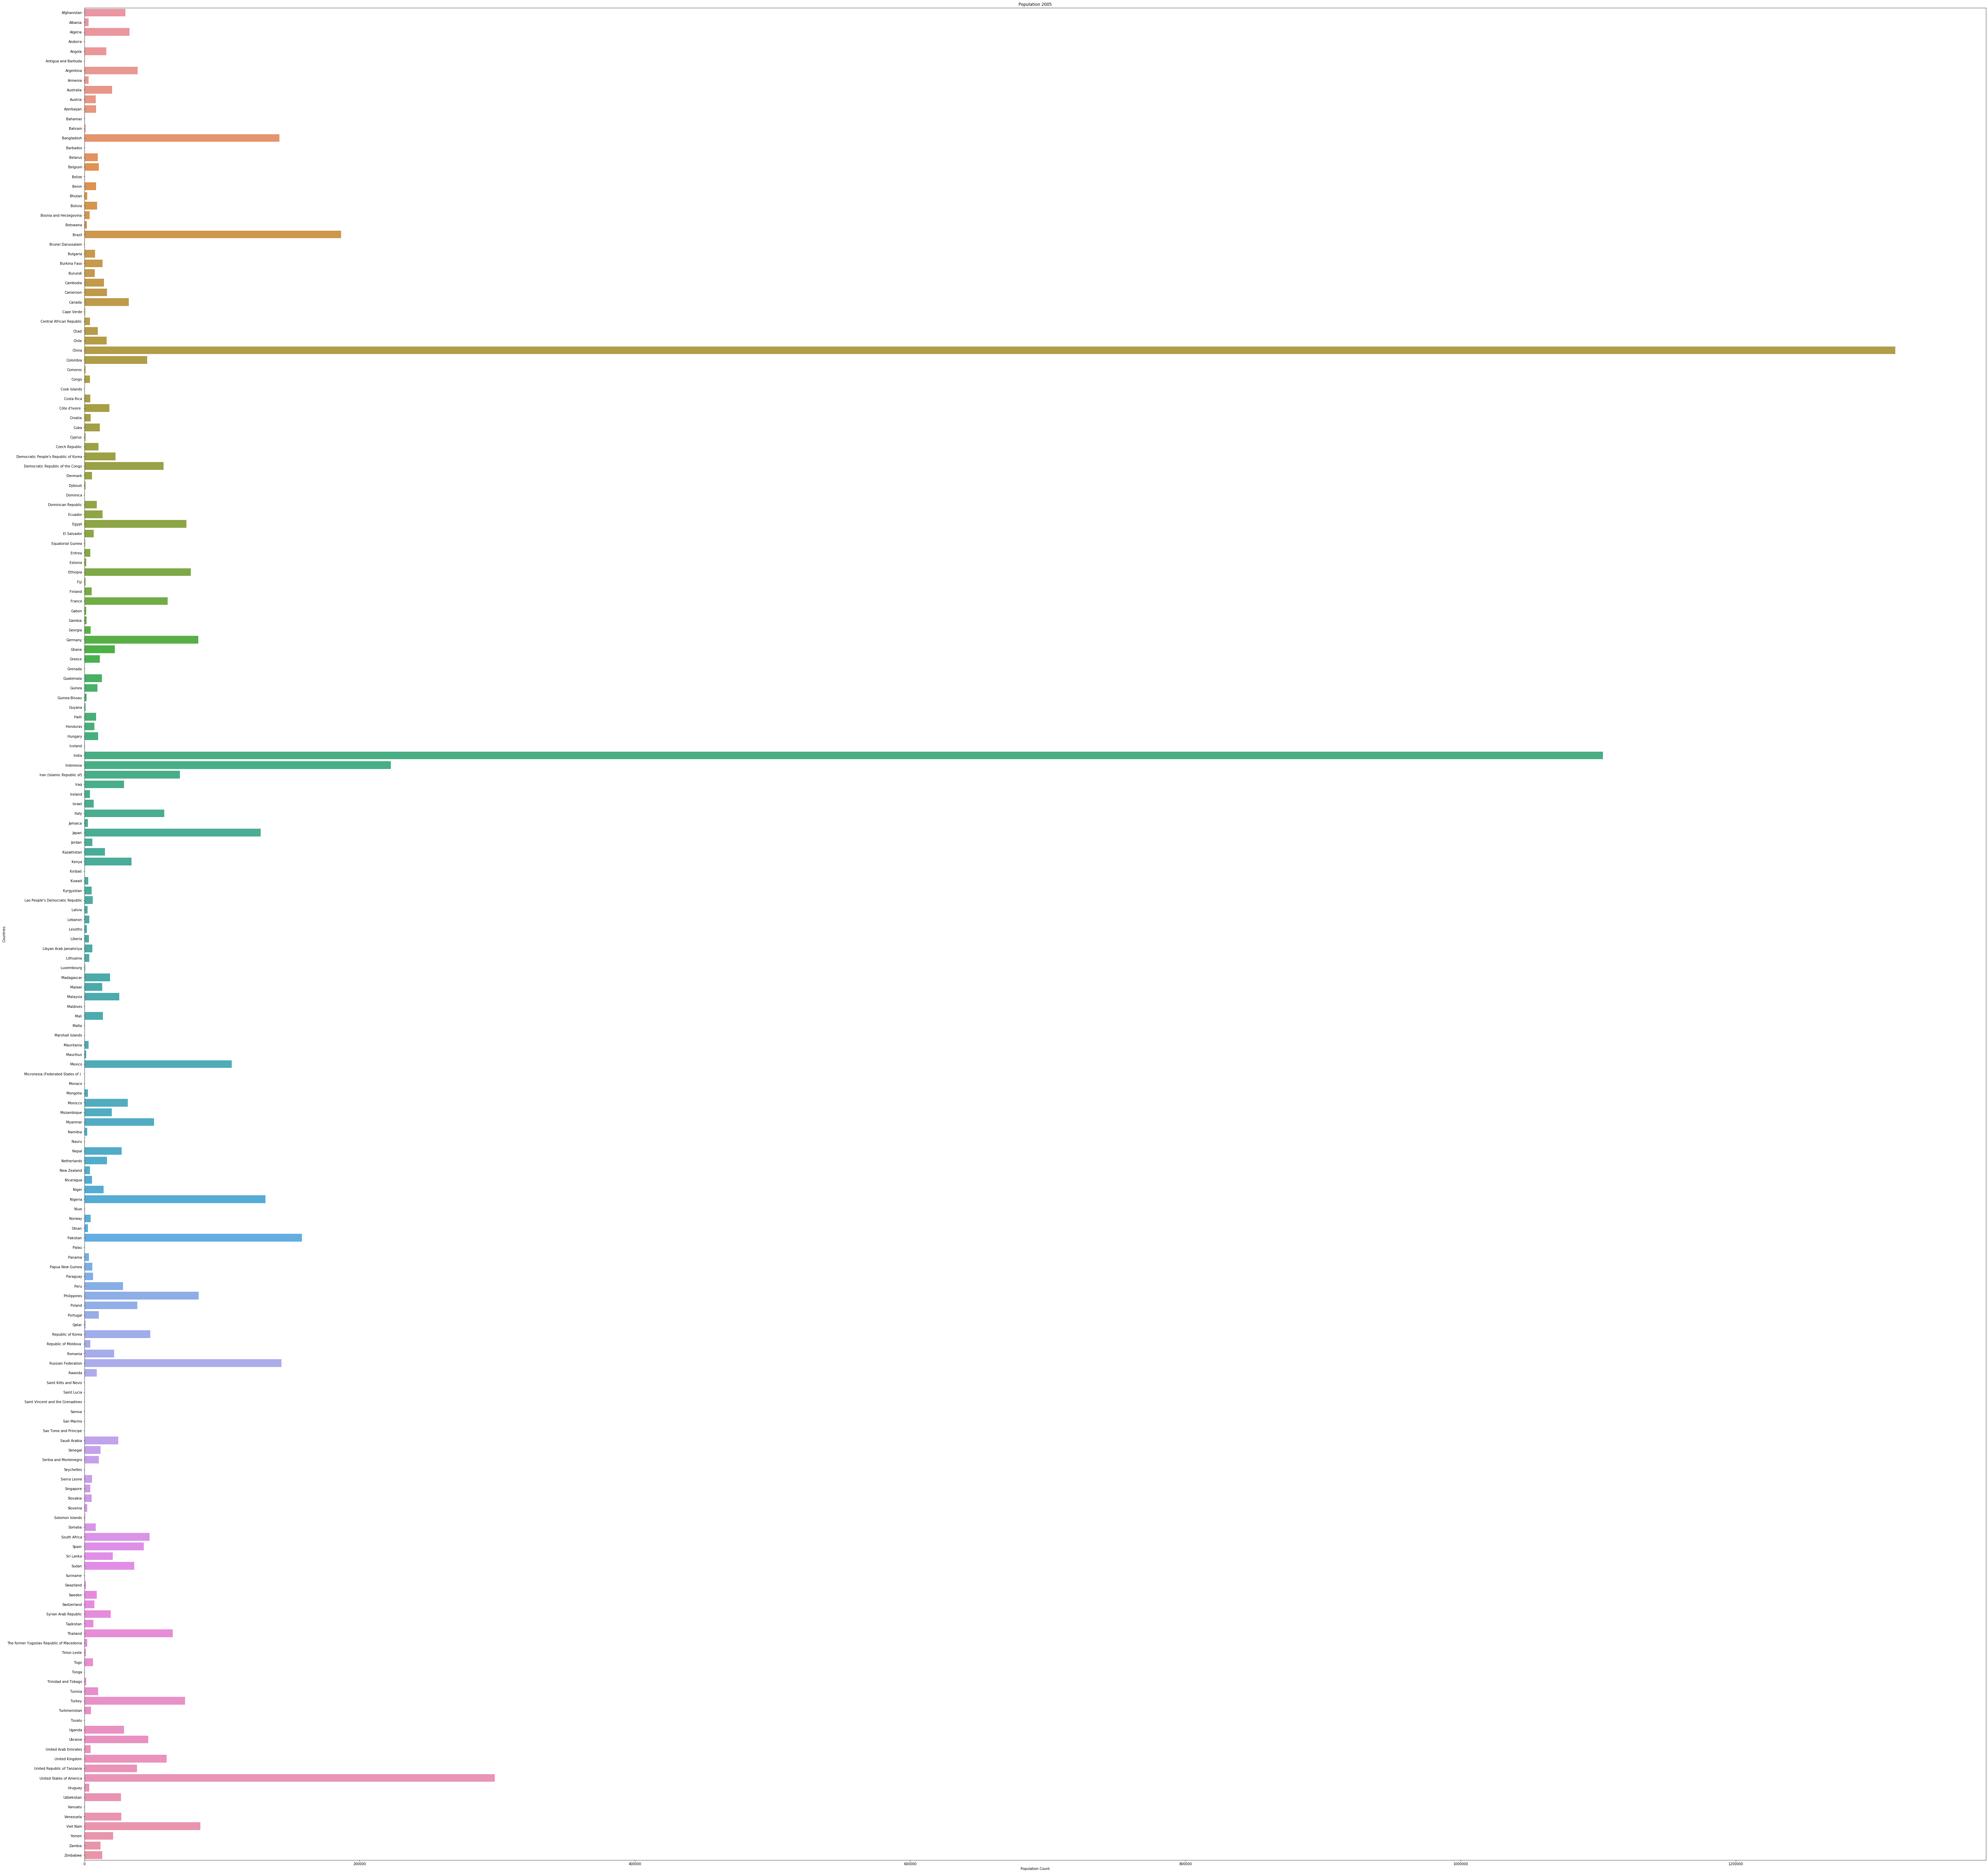 Population 2005
Afghanistan
Albania
Algeria
Andorra
Angola
Antigua and Barbuda
Argentina
Armenia
Australia
Austria
Azerbaijan
Bahamas
Bahrain
Bangladesh
Barbados
Belarus
Belgium
Belize
Benin
Bhutan
Bolivia
Bosnia and Herzegovina
Botswana
Brazil
Brunei Darussalam
Bulgaria
Burkina Faso
Burundi
Cambodia
Cameroon
Canada
Cape Verde
Central African Republic
Chad
Chile
China
Colombia
Comoros
Congo
Cook Islands
Costa Rica
Côte d'Ivoire
Croatia
Cuba
Cyprus
Czech Republic
Democratic People's Republic of Korea
Democratic Republic of the Congo
Denmark
Djibouti
Dominica
Dominican Republic
Ecuador
Egypt
El Salvador
Equatorial Guinea
Eritrea
Estonia
Ethiopia
Fiji
Finland
France
Gabon
Gambia
Georgia
Germany
Ghana
Greece
Grenada
Guatemala
Guinea
Guinea-Bissau
Guyana
Haiti
Honduras
Hungary
Iceland
India
Indonesia
Iran (Islamic Republic of)
Iraq
Ireland
Israel
Italy
Jamaica
Japan
Jordan
Kazakhstan
Kenya
Kiribati
Kuwait
Kyrgyzstan
Lao People's Democratic Republic
Latvia
Lebanon
Lesotho
Liberia
Libyan Arab Jamahiriya
Lithuania
Luxembourg
Madagascar
Malawi
Malaysia
Maldives
Mali
Malta
Marshall Islands
Mauritania
Mauritius
Mexico
Micronesia (Federated States of )
Monaco
Mongolia
Morocco
Mozambique
Myanmar
Namibia
Nauru
Nepal
Netherlands
New Zealand
Nicaragua
Niger
Nigeria
Niue
Norway
Oman
Pakistan
Palau
Panama
Papua New Guinea
Paraguay
Peru
Philippines
Poland
Portugal
Qatar
Republic of Korea
Republic of Moldova
Romania
Russian Federation
Rwanda
Saint Kitts and Nevis
Saint Lucia
Saint Vincent and the Grenadines
Samoa
San Marino
Sao Tome and Principe
Saudi Arabia
Senegal
Serbia and Montenegro
Seychelles
Sierra Leone
Singapore
Slovakia
Slovenia
Solomon Islands
Somalia
South Africa
Spain
Sri Lanka
Sudan
Suriname
Swaziland
Sweden
Switzerland
Syrian Arab Republic
Tajikistan
Thailand
The former Yugoslav Republic of Macedonia
Timor-Leste
Togo
Tonga
Trinidad and Tobago
Tunisia
Turkey
Turkmenistan
Tuvalu
Uganda
Ukraine
United Arab Emirates
United Kingdom
United Republic of Tanzania
United States of America
Uruguay
Uzbekistan
Vanuatu
Venezuela
Viet Nam
Yemen
Zambia
Zimbabwe
Countries
0 200000 400000 600000 800000 1000000 1200000
Population Count